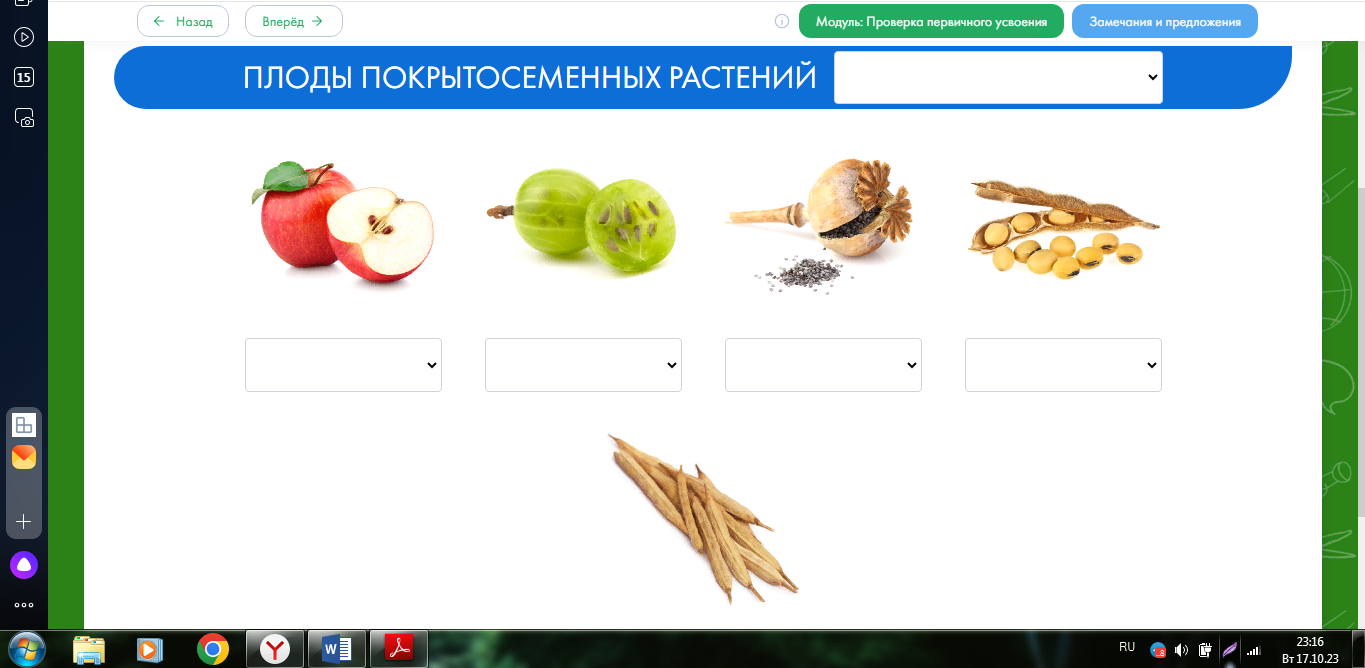 Назад
Вперёд
Модуль: Проверка первичного усвоения
Замечания и предложения
15
ПЛОДЫ ПОКРЫТОСЕМЕННЫХ РАСТЕНИЙ
RU
23:16
Вт 17.10.23